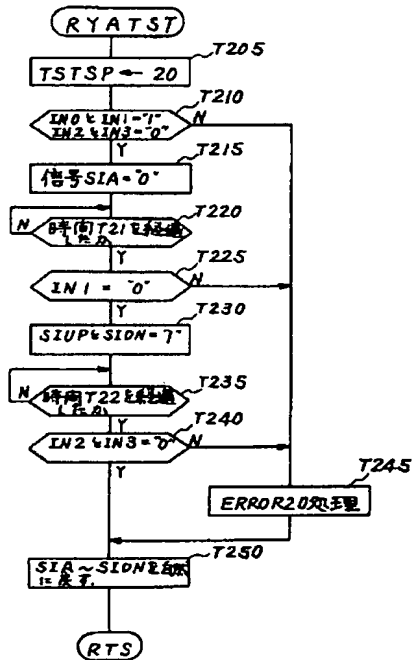 RYATST
T205
TSTSP ← 20
T210
IN0とIN1="1"
IN2とIN3="0"
N
Y
T215
信号SIA="0"
T220
N
時間T21を経過
したか
Y
T225
IN1="0"
N
Y
T230
SIUPとSIDN="1"
T235
N
時間T22を経過
したか
Y
T240
IN2とIN3="0"
N
Y
T245
ERROR20処理
T250
SIA〜SIDNを
に戻す.
RTS